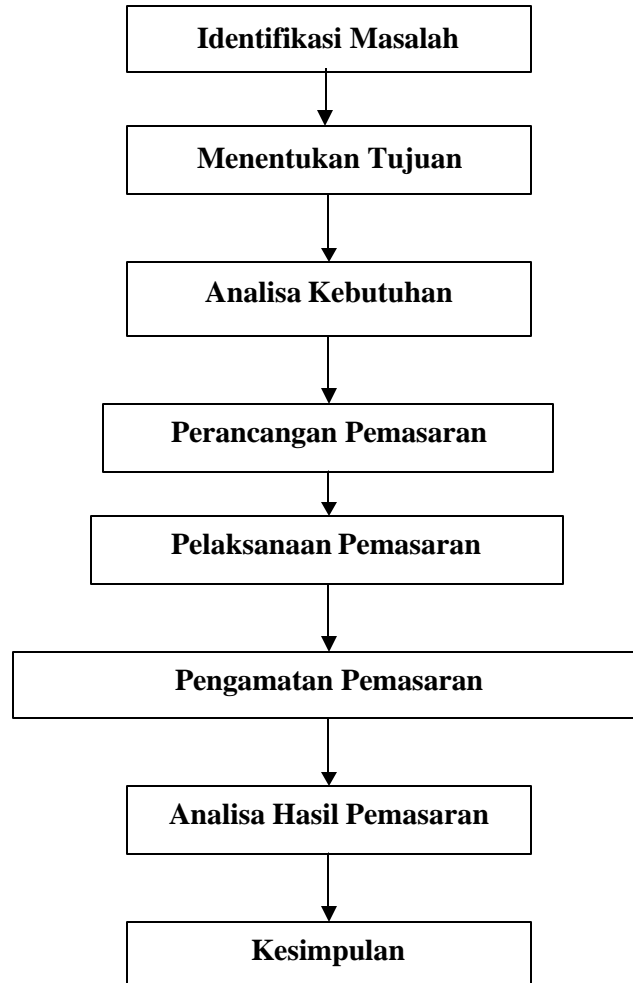 Identifikasi Masalah
Menentukan Tujuan
Analisa Kebutuhan
Perancangan Pemasaran
Pelaksanaan Pemasaran
Pengamatan Pemasaran
Analisa Hasil Pemasaran
Kesimpulan